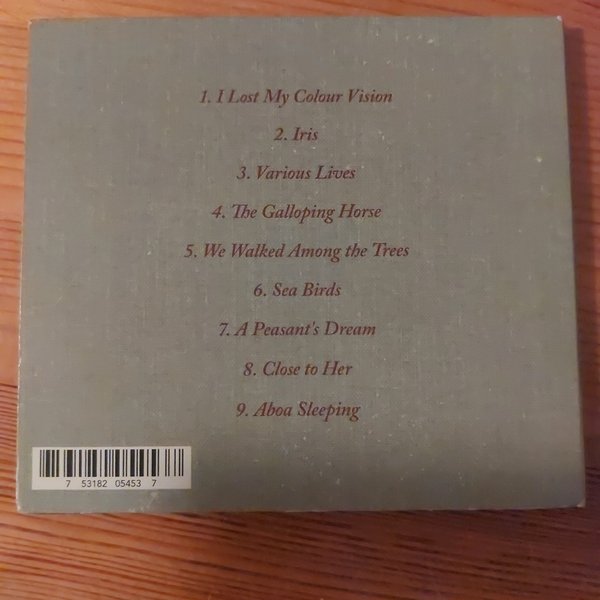 1. I Lost My Colour Vision
2. Iris
3. Various Lives
4. The Galloping Horse
5. We Walked Among the Trees
6. Sea Birds
7. A Peasant's Dream
8. Close to Her
9. Aboa Sleeping
7 53182 05453 7